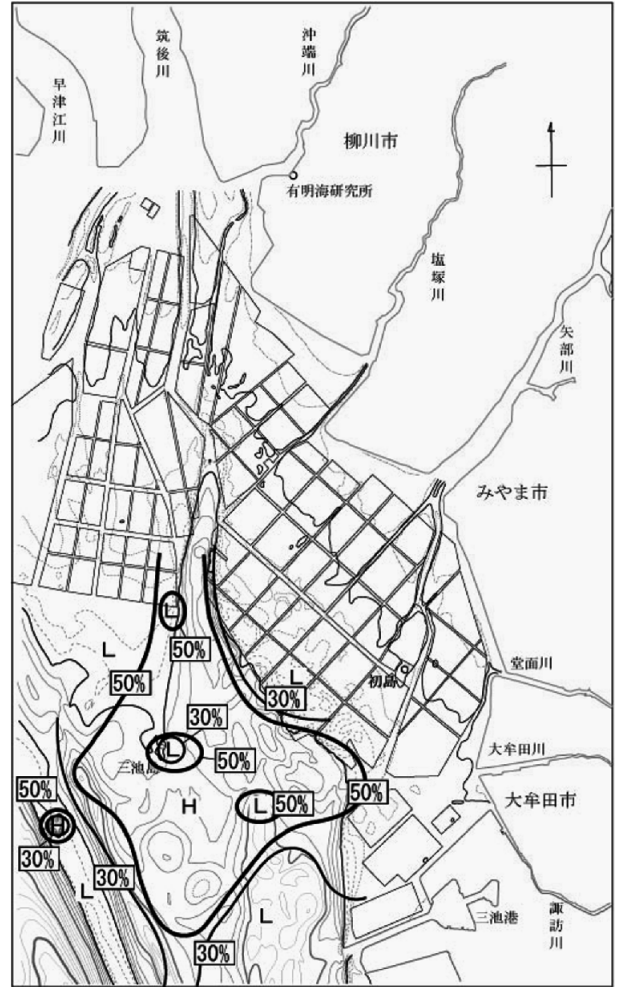 早津江川
筑後川
沖端川
柳川市
有明海研究所
塩塚川
矢部川
みやま市
L
50%
50%
L
30%
初島
堂面川
30%
L
50%
三池島
大牟田川
50%
H
L
50%
50%
大牟田市
H
30%
L
30%
L
三池港
諏訪川
30%